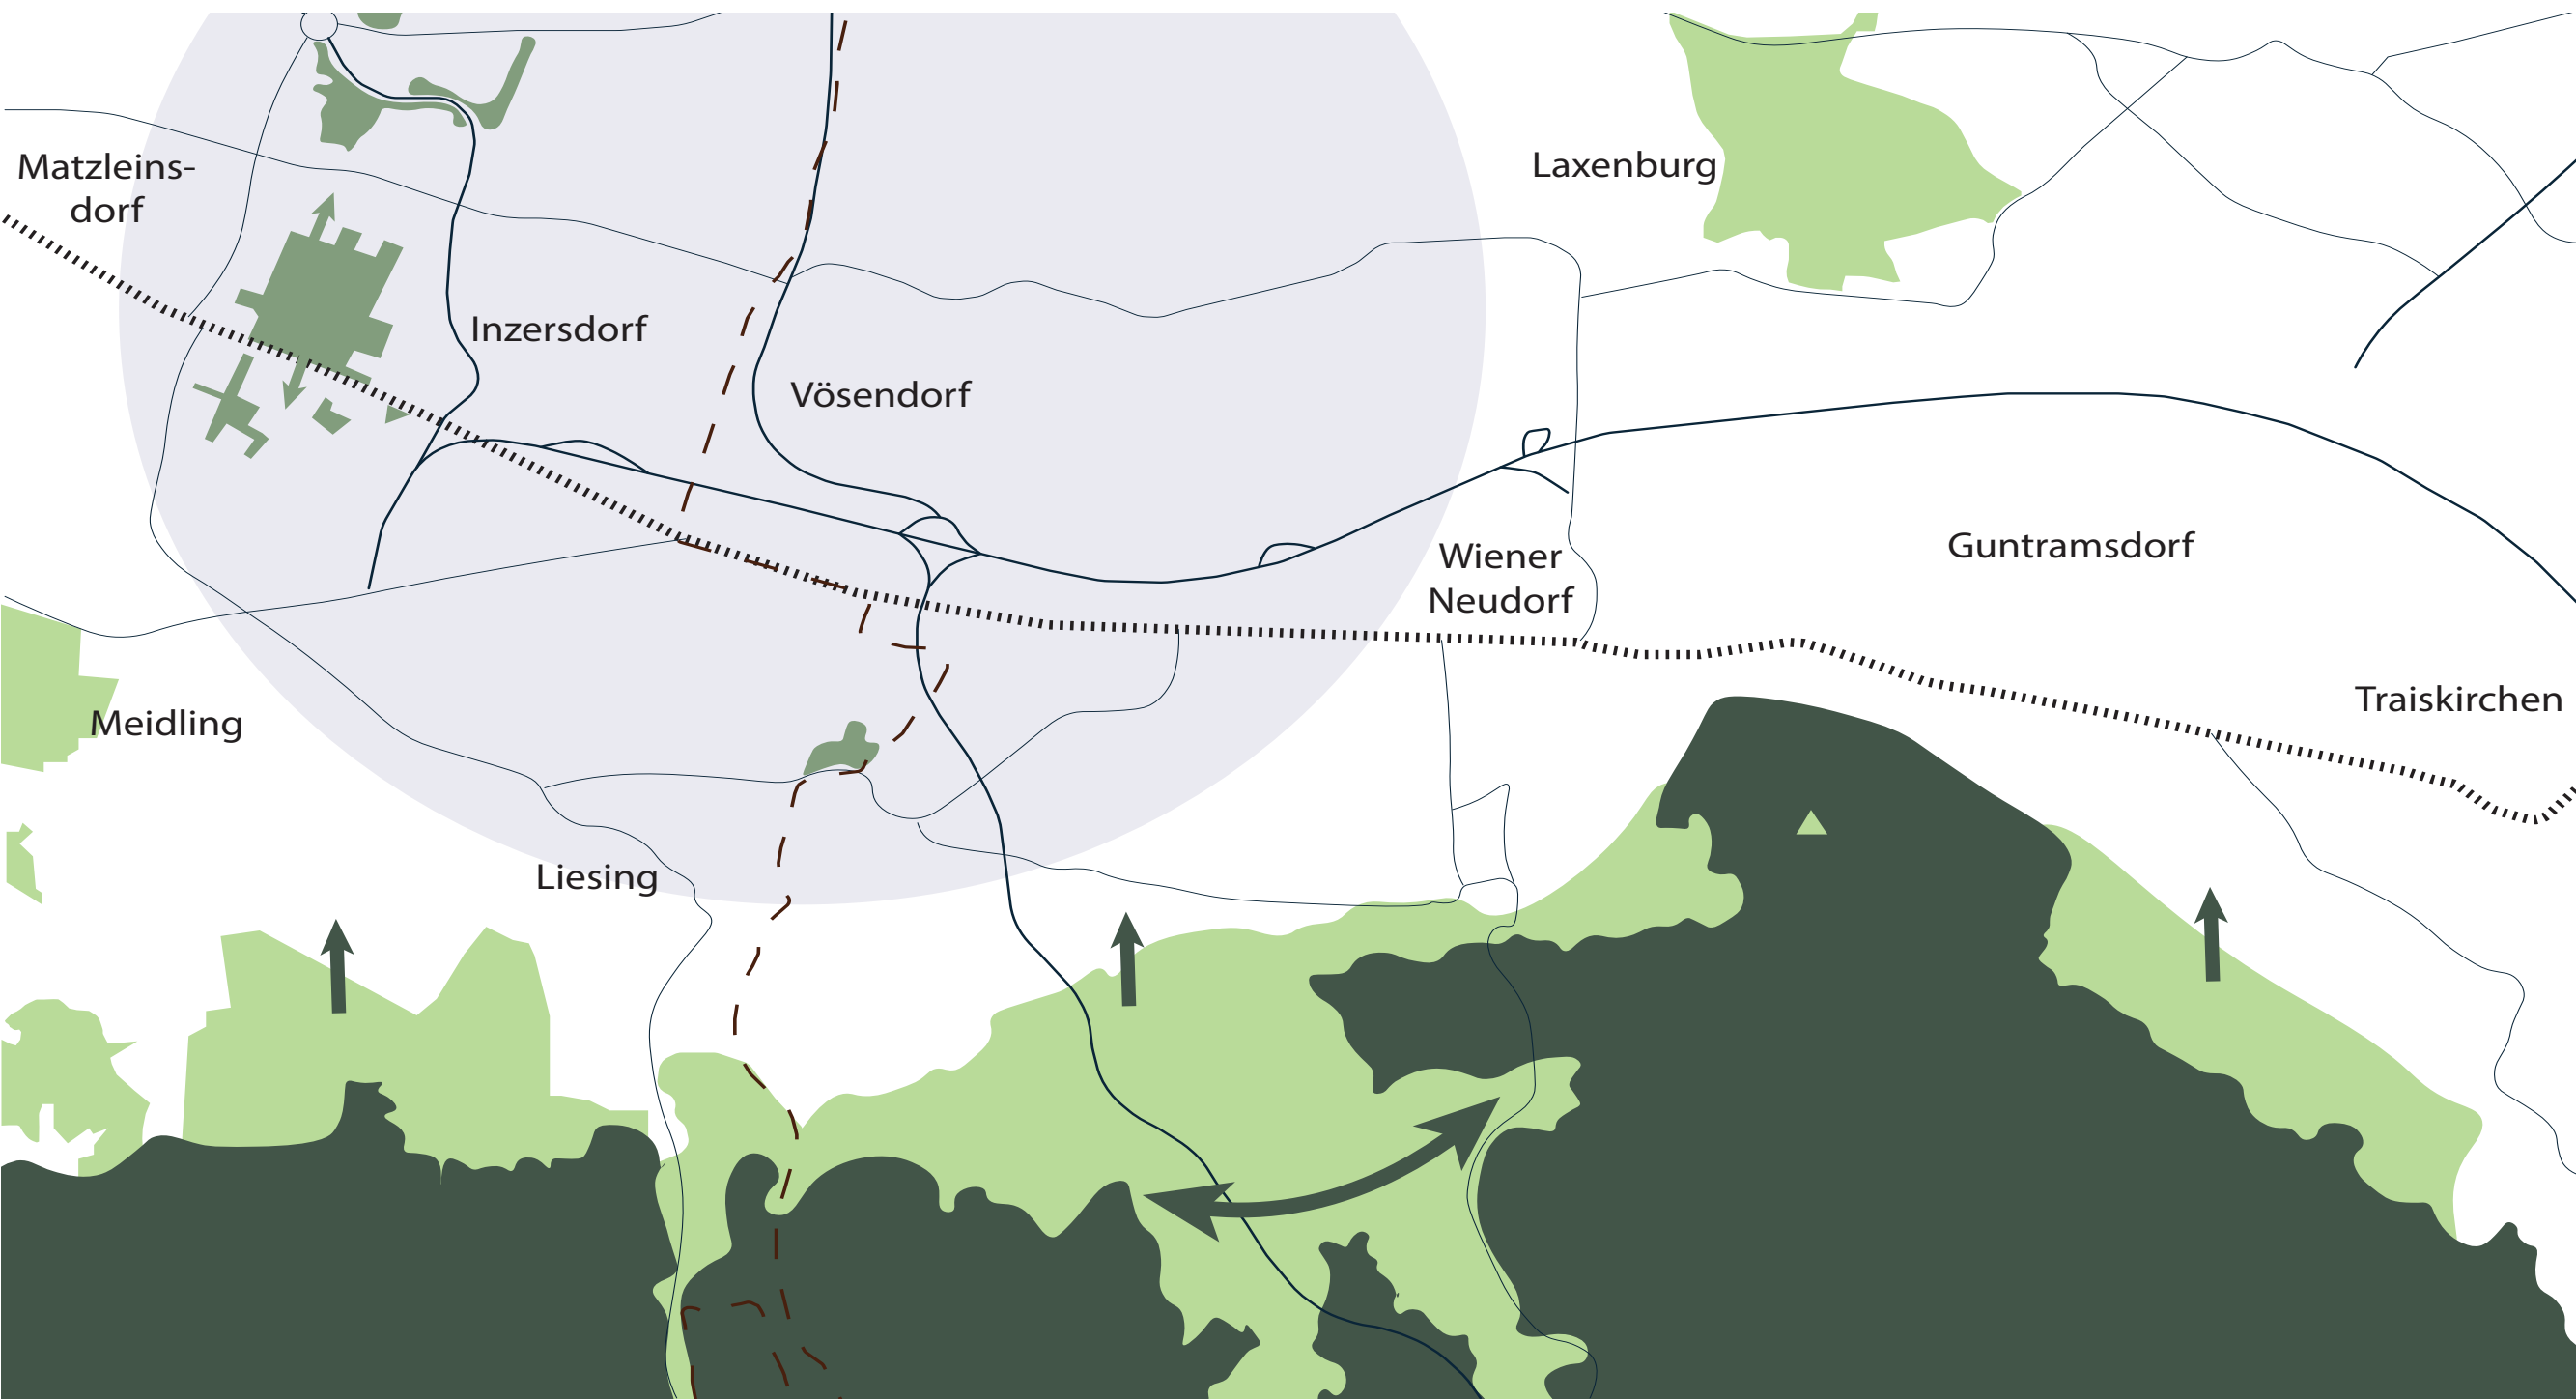 Matzleins-
dorf
Laxenburg
Inzersdorf
Vösendorf
Wiener
Neudorf
Guntramsdorf
Traiskirchen
Meidling
Liesing